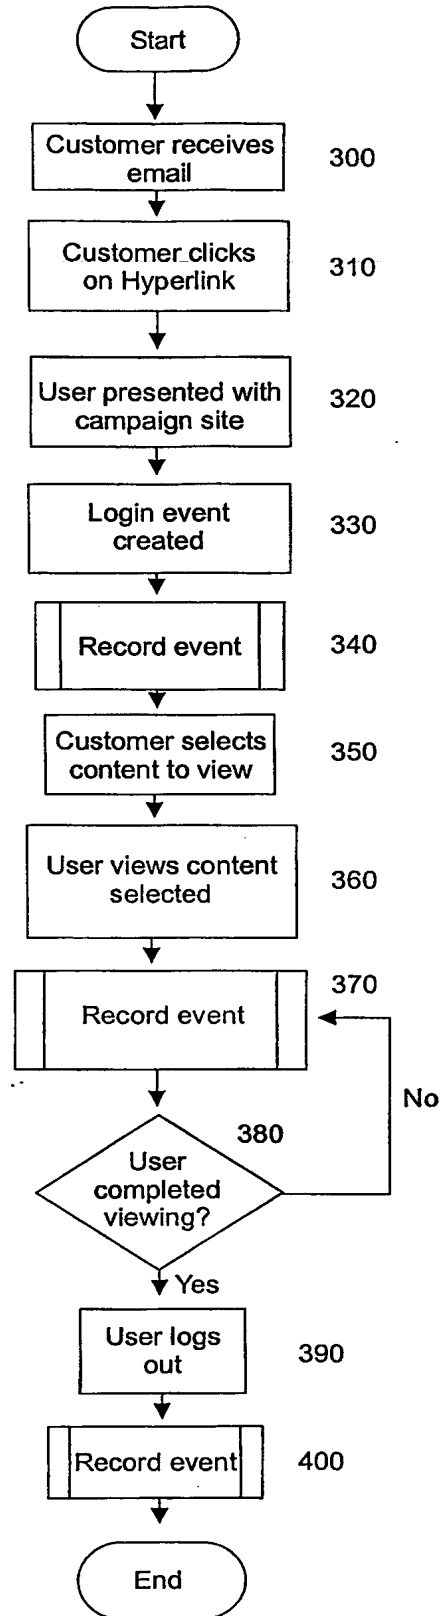 Start
Customer receives
email
300
Customer clicks
on Hyperlink
310
User presented with
campaign site
320
Login event
created
330
Record event
340
Customer selects
content to view
350
User views content
selected
360
Record event
370
No
380
User
completed
viewing?
Yes
User logs
out
390
Record event
400
End